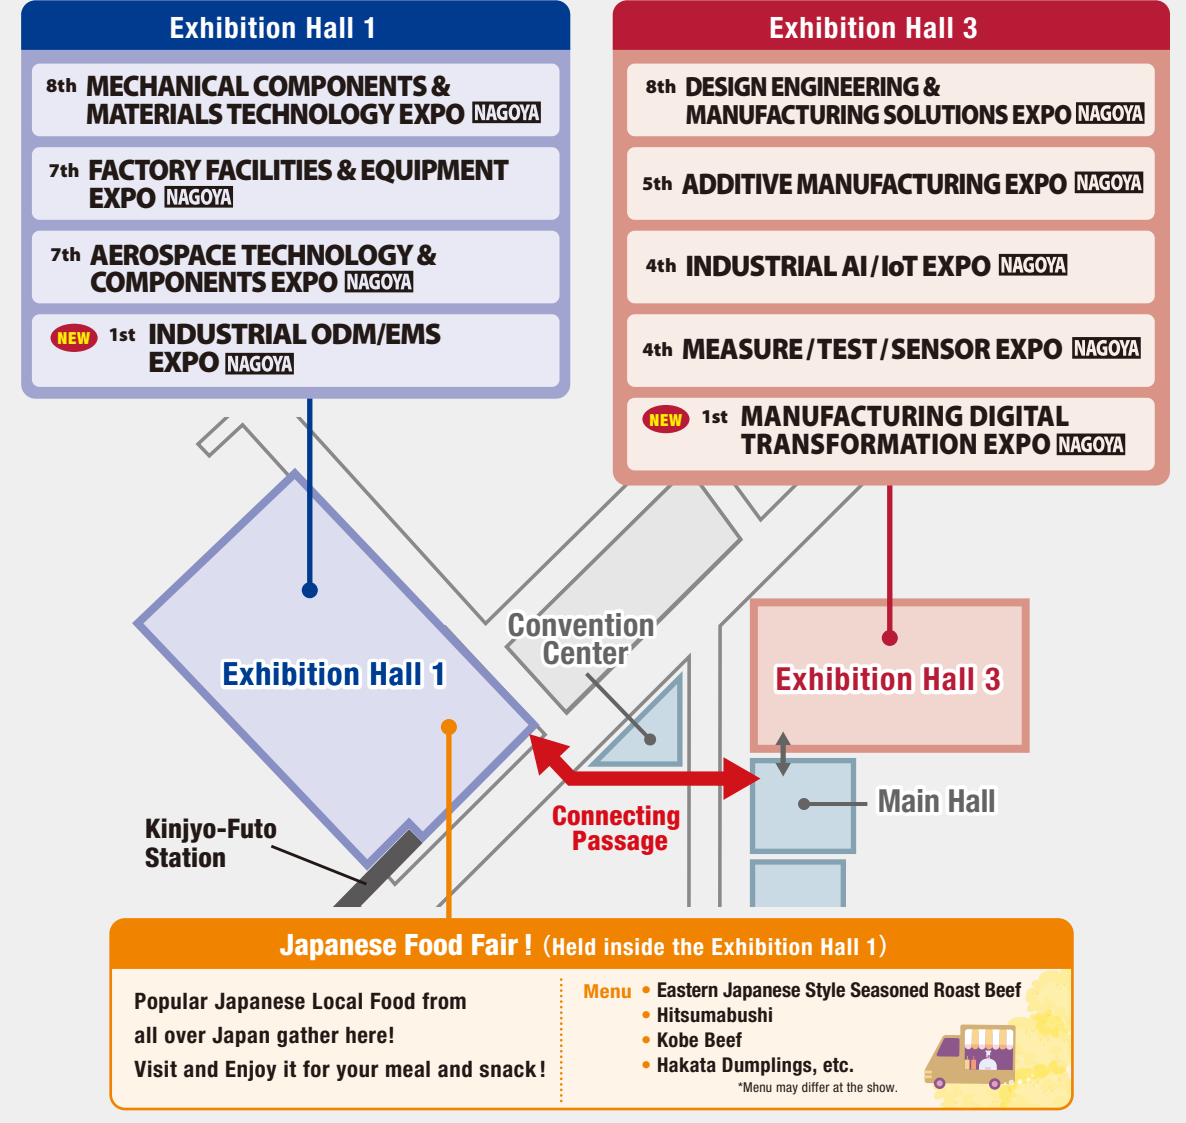 Exhibition Hall 1
8th MECHANICAL COMPONENTS &
MATERIALS TECHNOLOGY EXPO NAGOYA
7th FACTORY FACILITIES & EQUIPMENT
EXPO NAGOYA
7th AEROSPACE TECHNOLOGY &
COMPONENTS EXPO NAGOYA
NEW 1st INDUSTRIAL ODM/EMS
EXPO NAGOYA
Exhibition Hall 3
8th DESIGN ENGINEERING &
MANUFACTURING SOLUTIONS EXPO NAGOYA
5th ADDITIVE MANUFACTURING EXPO NAGOYA
4th INDUSTRIAL AI/IoT EXPO NAGOYA
4th MEASURE/TEST/SENSOR EXPO NAGOYA
NEW 1st MANUFACTURING DIGITAL
TRANSFORMATION EXPO NAGOYA
Convention
Center
Exhibition Hall 1
Exhibition Hall 3
Main Hall
Connecting
Passage
Kinjyo-Futo
Station
Japanese Food Fair! (Held inside the Exhibition Hall 1)
Popular Japanese Local Food from
all over Japan gather here!
Visit and Enjoy it for your meal and snack!
Menu • Eastern Japanese Style Seasoned Roast Beef
• Hitsumabushi
• Kobe Beef
• Hakata Dumplings, etc.
*Menu may differ at the show.